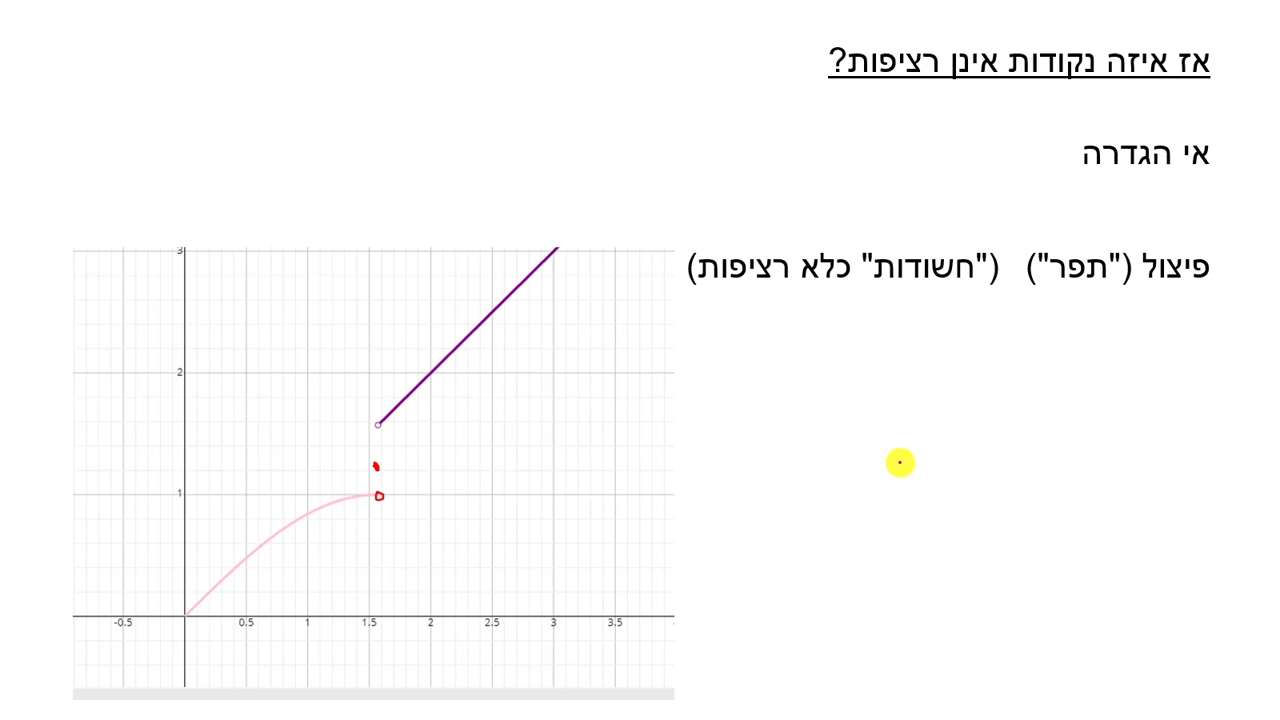 אז איזה נקודות אינן רציפות?
אי הגדרה
פיצול ("תפר") ("חשודות" כלא רציפות)
3
2
1
-0.5 0.5 1 1.5 2 2.5 3 3.5